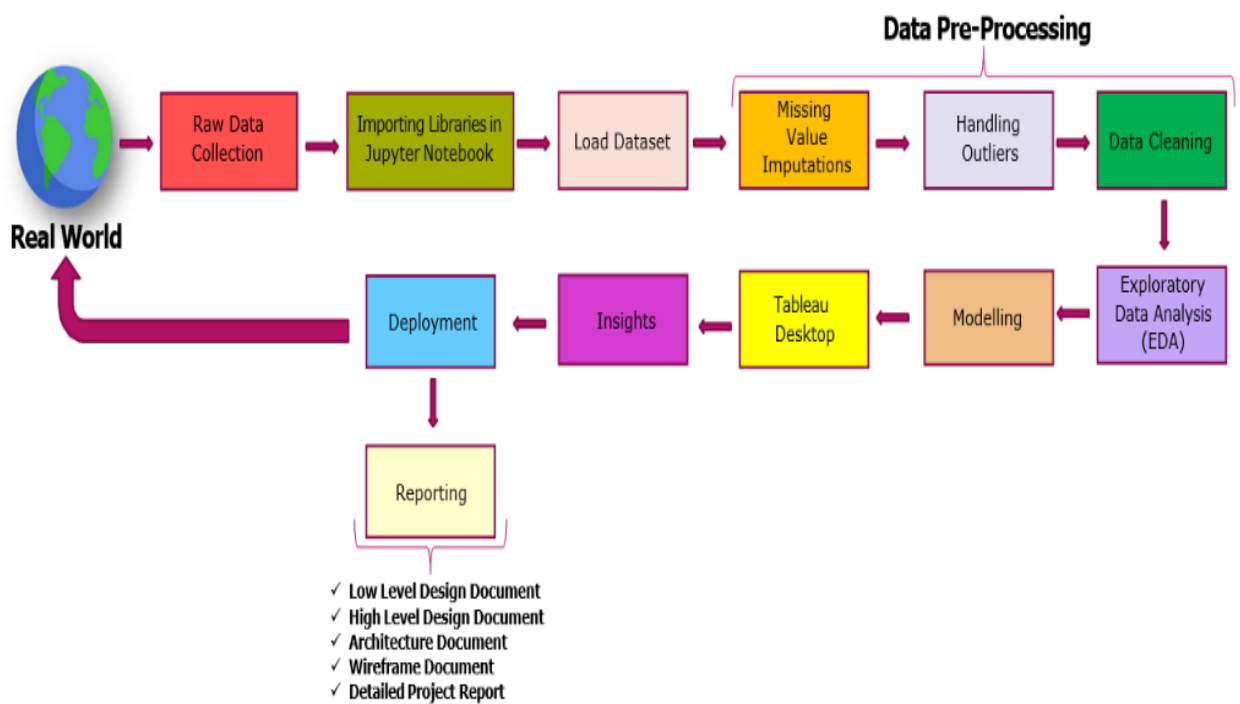 Data Pre-Processing
Raw Data
Collection
Importing Libraries in
Jupyter Notebook
Load Dataset
Missing
Value
Imputations
Handling
Outliers
Data Cleaning
Real World
Deployment
Insights
Tableau
Desktop
Modelling
Exploratory
Data Analysis
(EDA)
Reporting
✓ Low Level Design Document
✓ High Level Design Document
✓ Architecture Document
✓ Wireframe Document
✓ Detailed Project Report